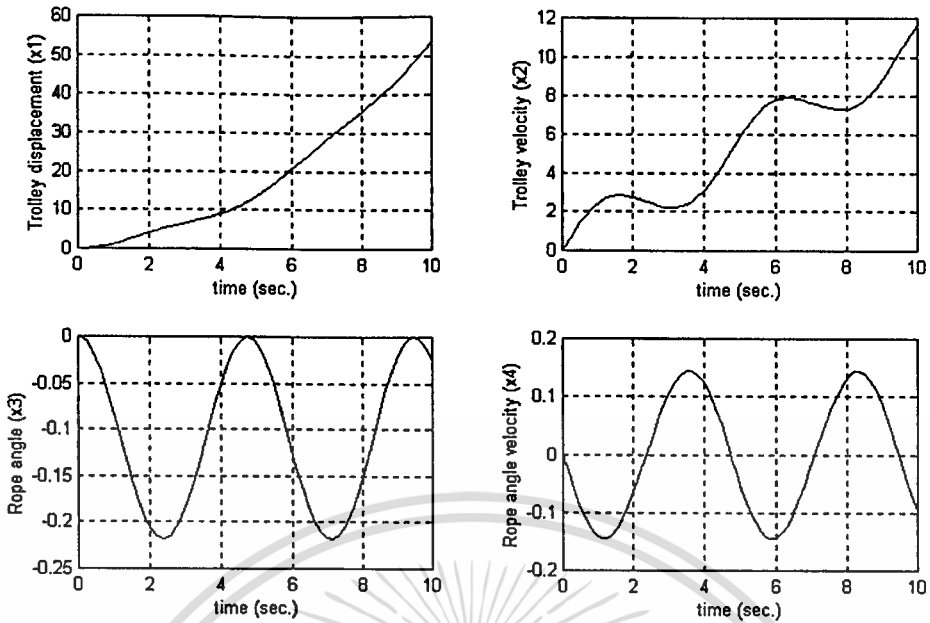 Trolley displacement (x1)
60
50
40
30
20
10
0
0 2 4 6 8 10
time (sec.)
Trolley velocity (x2)
12
10
8
6
4
2
0
0 2 4 6 8 10
time (sec.)
Rope angle (x3)
0
-0.05
-0.1
-0.15
-0.2
-0.25
0 2 4 6 8 10
time (sec.)
Rope angle velocity (x4)
0.2
0.1
0
-0.1
-0.2
0 2 4 6 8 10
time (sec.)